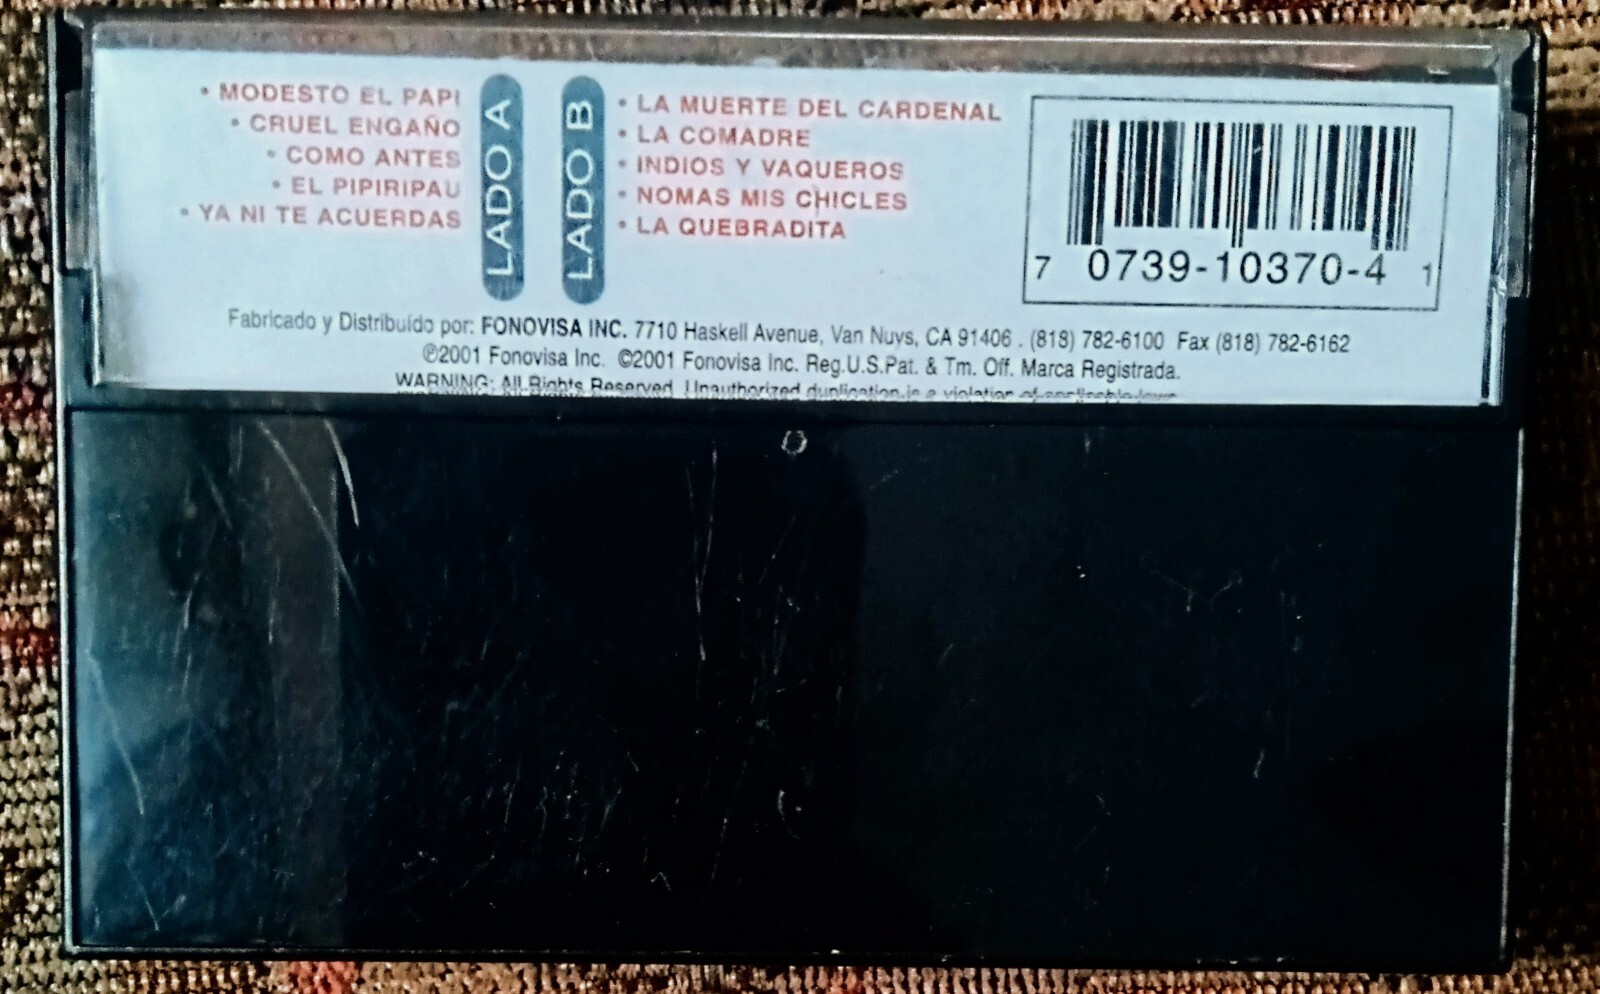 LADO A
• MODESTO EL PAPI
• CRUEL ENGAÑO
• COMO ANTES
• EL PIPIRIPAU
• YA NI TE ACUERDAS
LADO B
• LA MUERTE DEL CARDENAL
• LA COMADRE
• INDIOS Y VAQUEROS
• NOMAS MIS CHICLES
• LA QUEBRADITA
7 0739-10370-4 1
Fabricado y Distribuído por: FONOVISA INC. 7710 Haskell Avenue, Van Nuys, CA 91406 . (818) 782-6100 Fax (818) 782-6162
℗2001 Fonovisa Inc. ©2001 Fonovisa Inc. Reg.U.S.Pat. & Tm. Off. Marca Registrada.
WARNING: All Rights Reserved. Unauthorized duplication is a violation of applicable laws